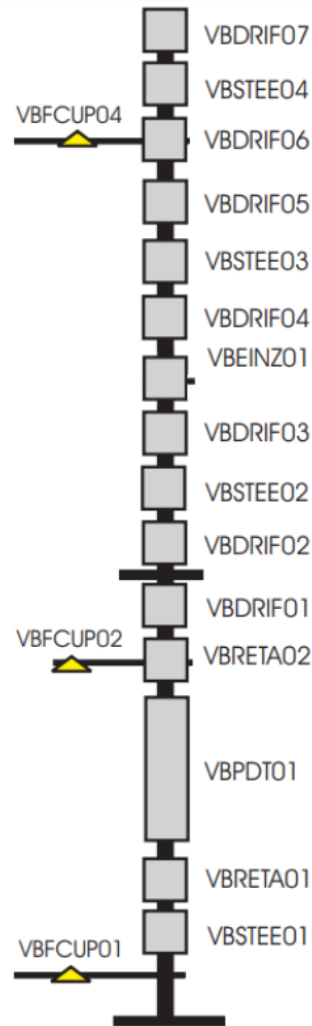 VBDRIF07
VBSTEE04
VBFCUP04
VBDRIF06
VBDRIF05
VBSTEE03
VBDRIF04
VBEINZ01
VBDRIF03
VBSTEE02
VBDRIF02
VBDRIF01
VBFCUP02
VBRETA02
VBPDT01
VBRETA01
VBSTEE01
VBFCUP01